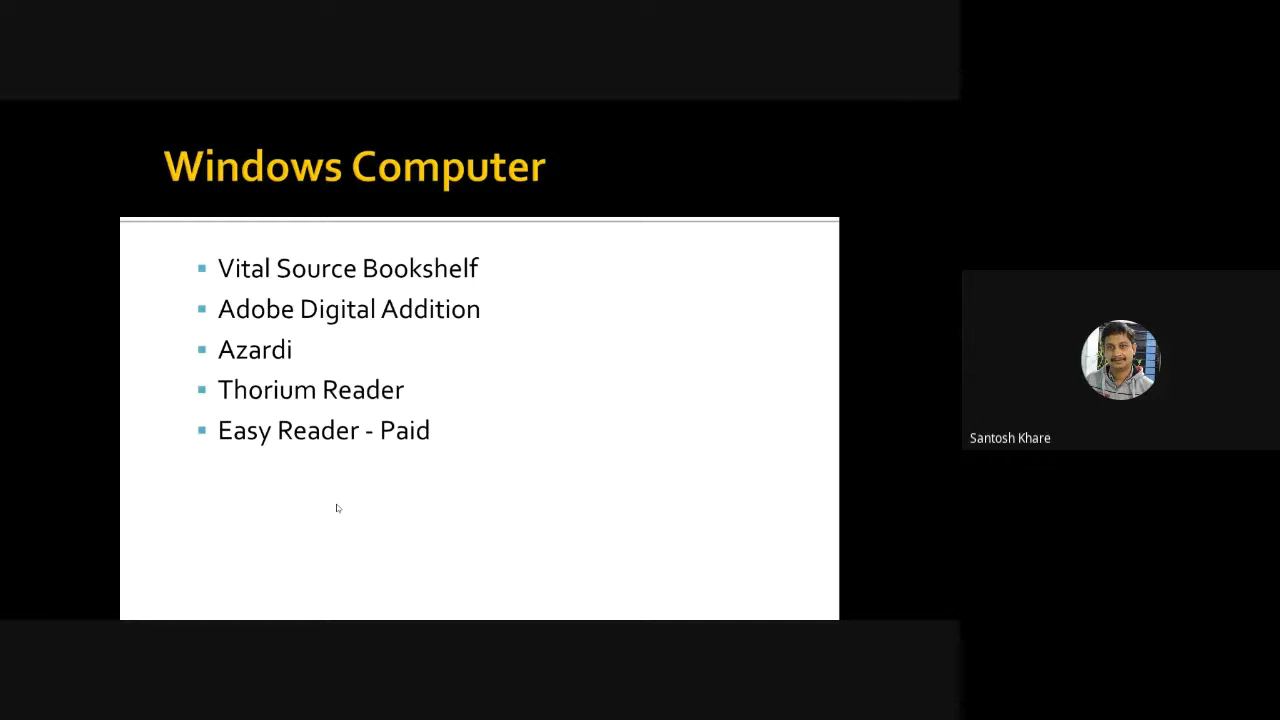 Windows Computer
Vital Source Bookshelf
Adobe Digital Addition
Azardi
Thorium Reader
Easy Reader - Paid
Santosh Khare